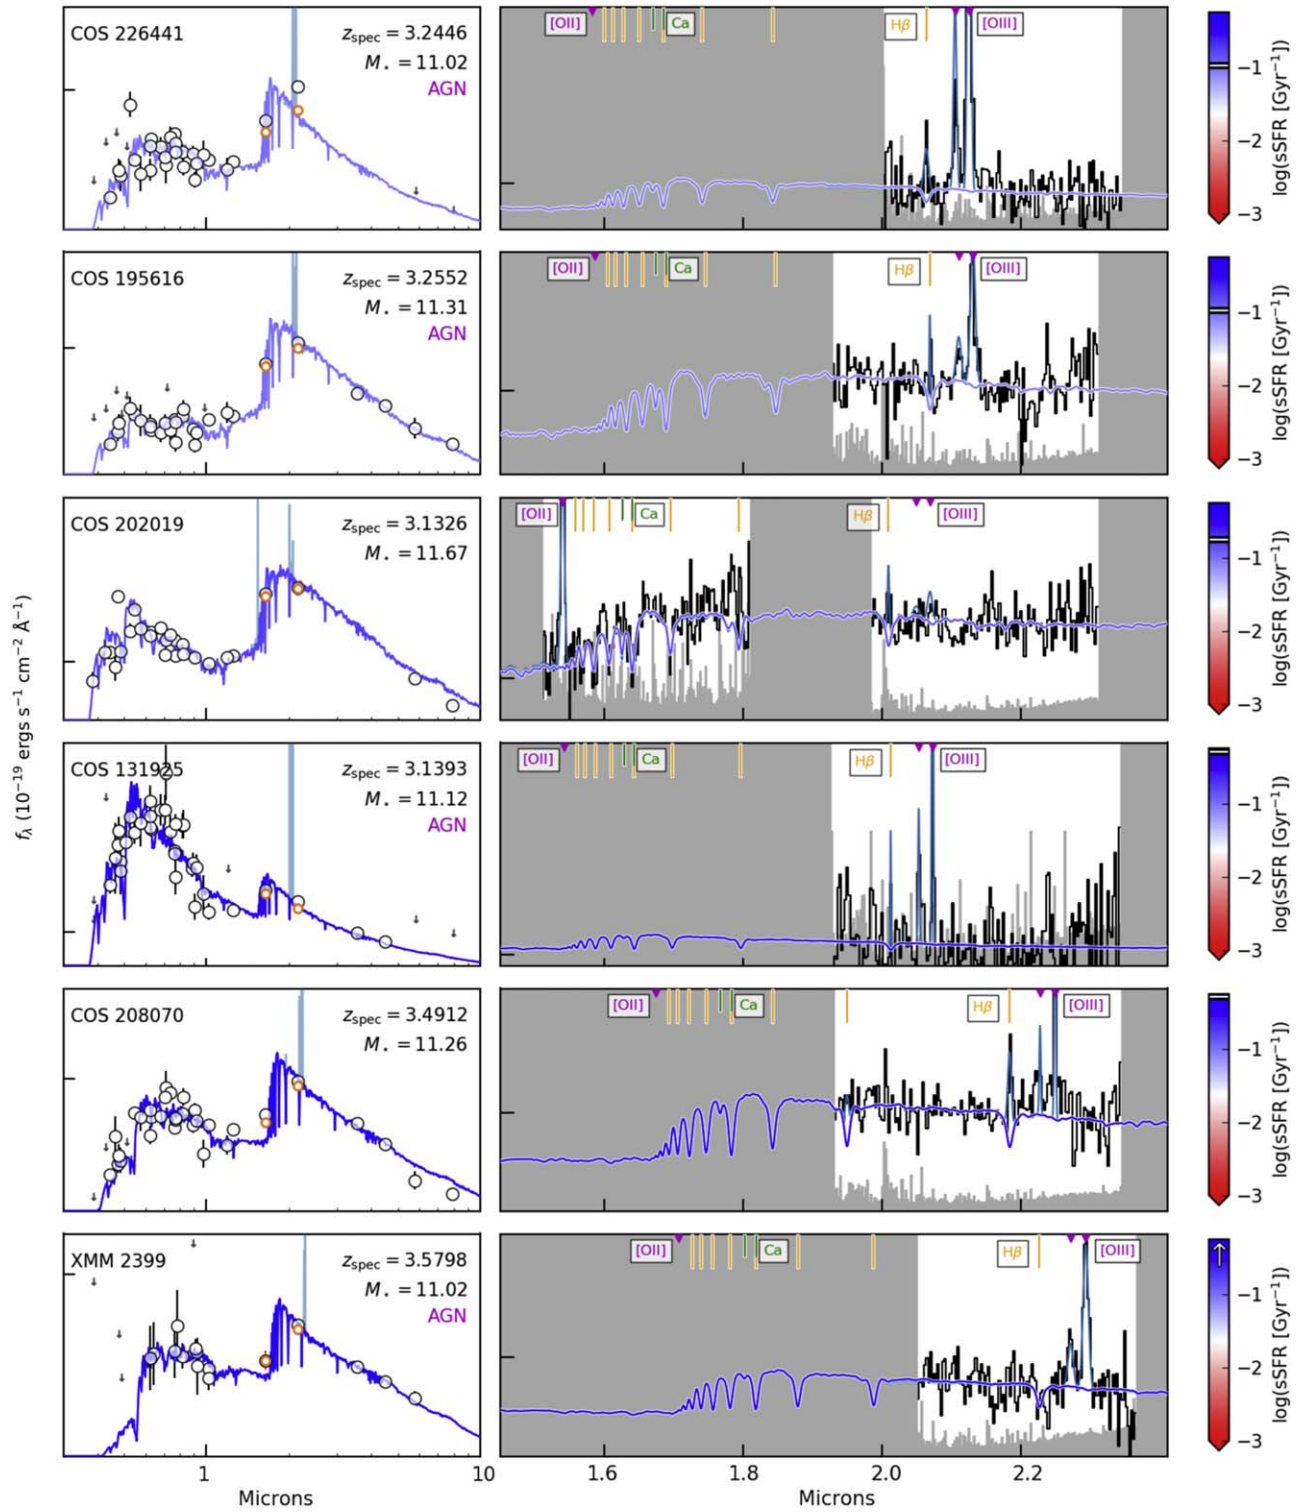 COS 226441
z_spec = 3.2446
M⋆ = 11.02
AGN
[OII]
Ca
Hβ
[OIII]
−1
−2
−3
log(sSFR [Gyr⁻¹])
COS 195616
z_spec = 3.2552
M⋆ = 11.31
AGN
[OII]
Ca
Hβ
[OIII]
−1
−2
−3
log(sSFR [Gyr⁻¹])
COS 202019
z_spec = 3.1326
M⋆ = 11.67
[OII]
Ca
Hβ
[OIII]
−1
−2
−3
log(sSFR [Gyr⁻¹])
f_λ (10⁻¹⁹ ergs s⁻¹ cm⁻² Å⁻¹)
COS 131925
z_spec = 3.1393
M⋆ = 11.12
AGN
[OII]
Ca
Hβ
[OIII]
−1
−2
−3
log(sSFR [Gyr⁻¹])
COS 208070
z_spec = 3.4912
M⋆ = 11.26
[OII]
Ca
Hβ
[OIII]
−1
−2
−3
log(sSFR [Gyr⁻¹])
XMM 2399
z_spec = 3.5798
M⋆ = 11.02
AGN
[OII]
Ca
Hβ
[OIII]
−1
−2
−3
log(sSFR [Gyr⁻¹])
1 10
Microns
1.6 1.8 2.0 2.2
Microns